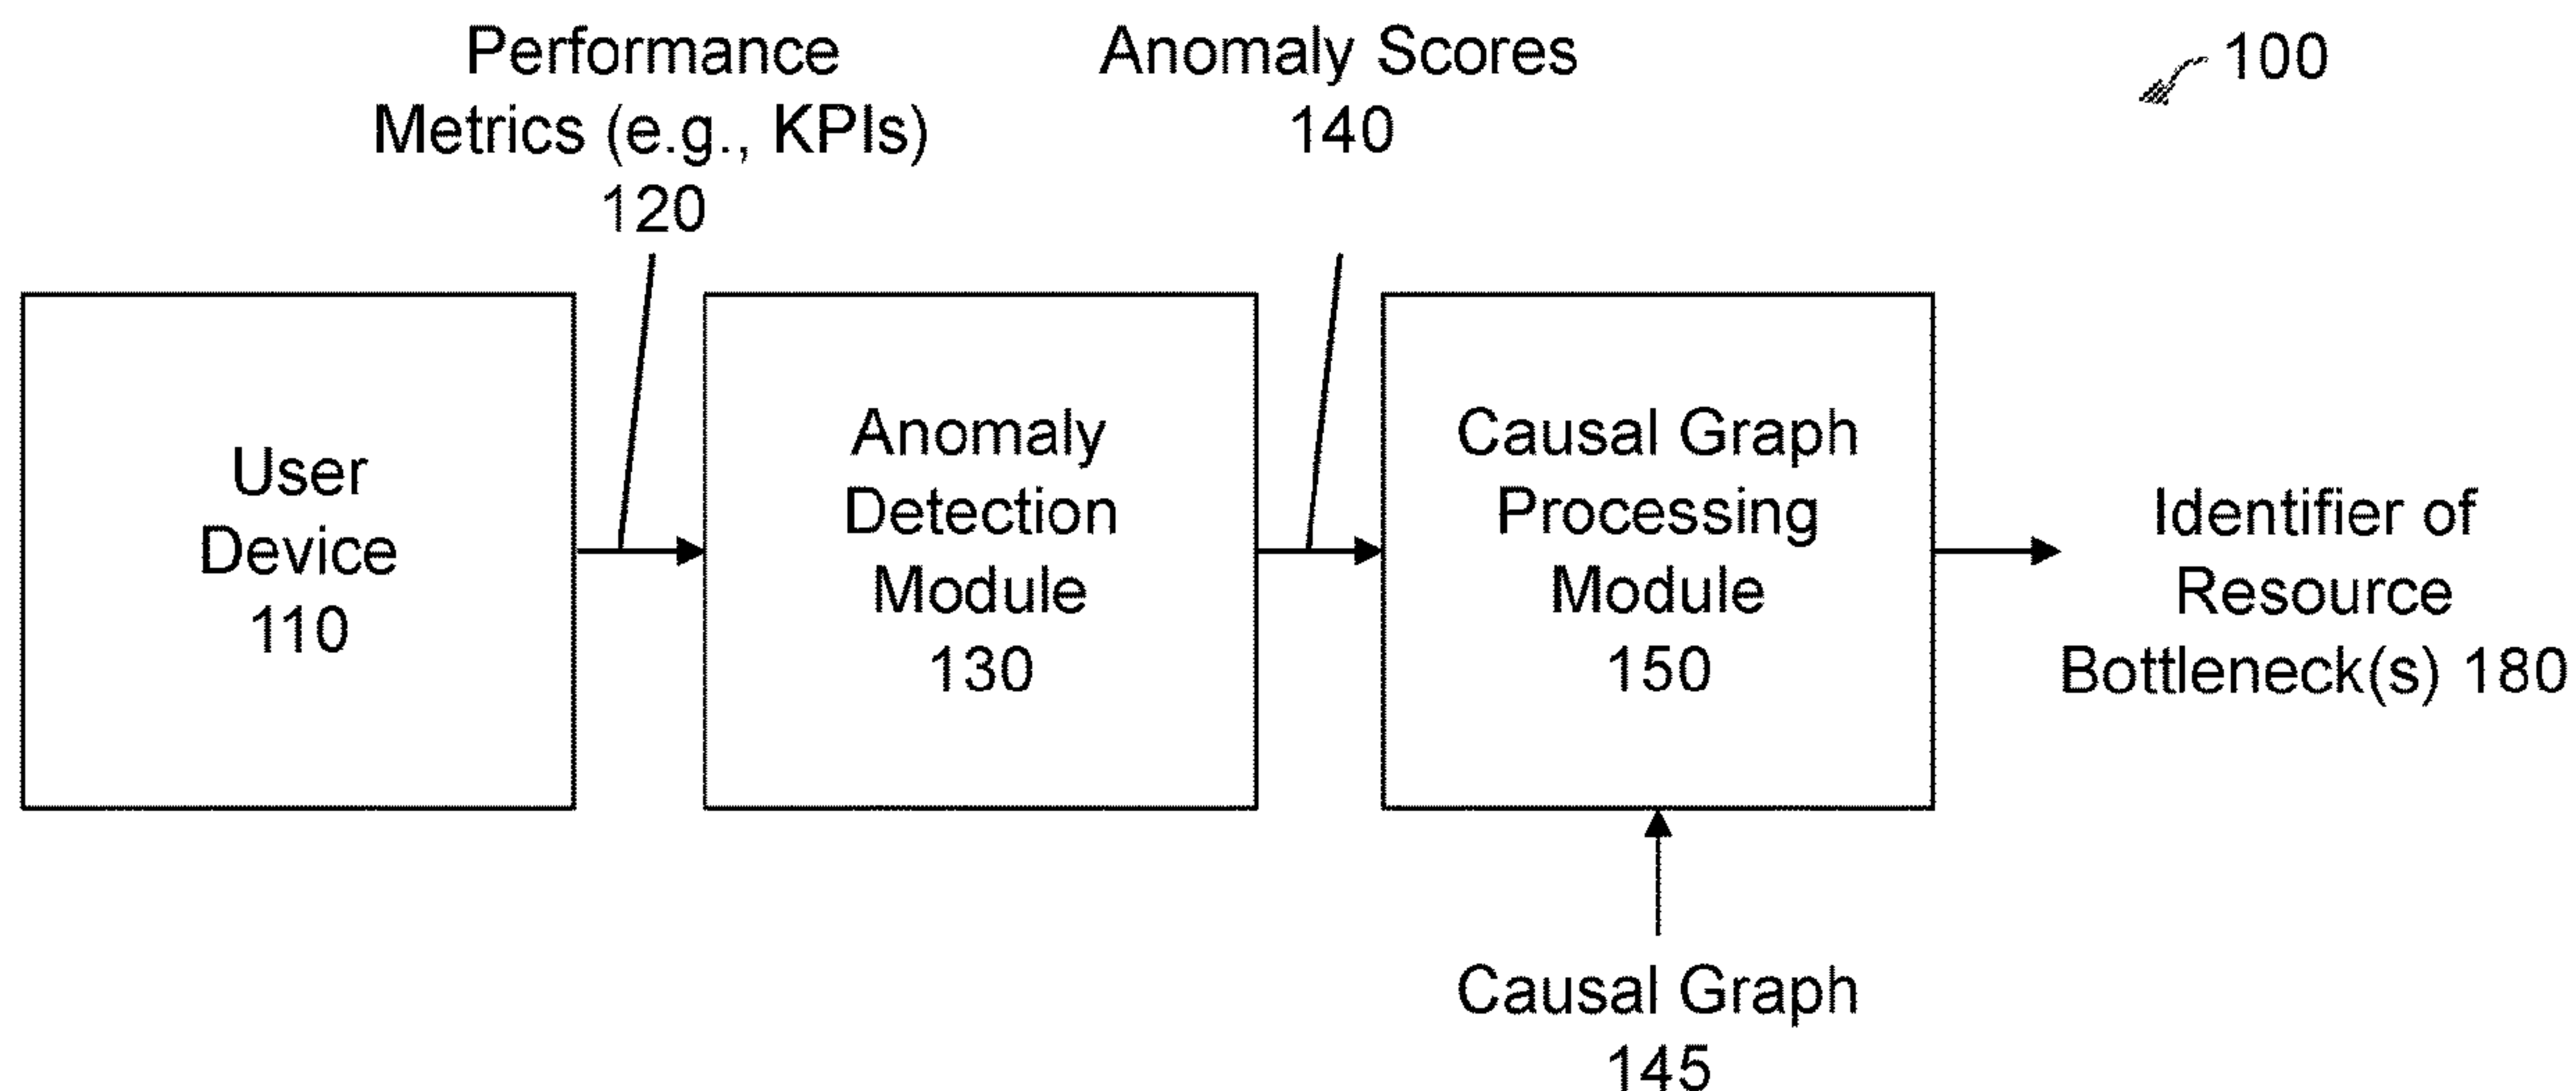 Performance
Metrics (e.g., KPIs)
120
Anomaly Scores
140
100
User
Device
110
Anomaly
Detection
Module
130
Causal Graph
Processing
Module
150
Identifier of
Resource
Bottleneck(s) 180
Causal Graph
145